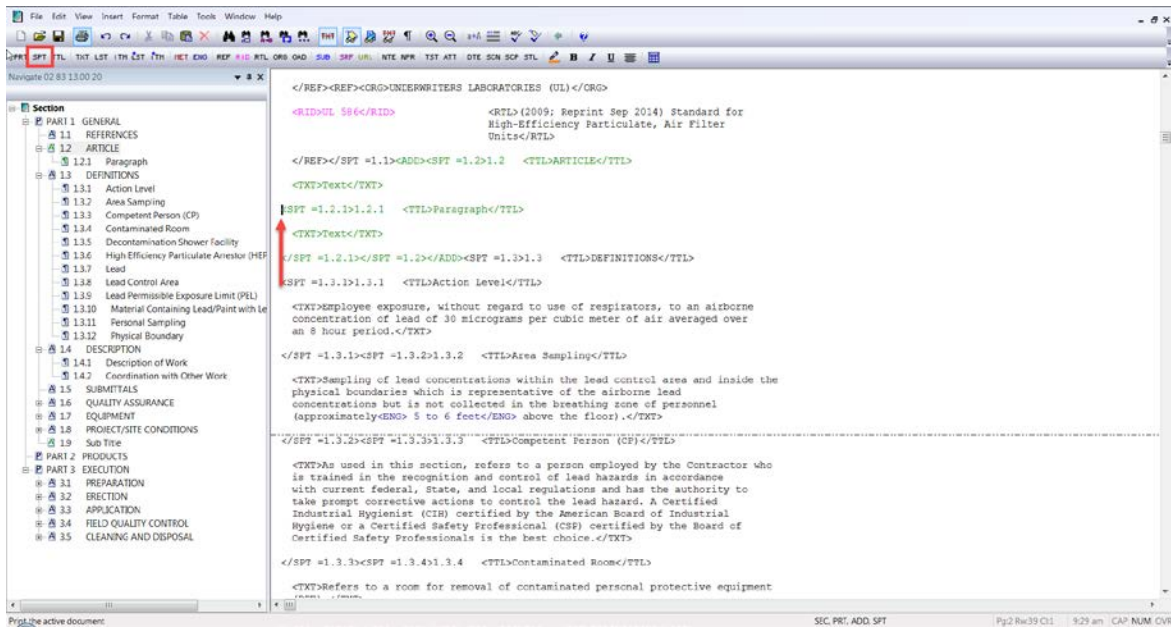 File Edit View Insert Format Table Tools Window Help
THT
PRT SPT TTL TXT LST ITM LST ITM MET ENG REF RID RTL ORG OAD SUB SRF URL NTE NPR TST ATT DTE SCN SCP STL B I U
Navigate 02 83 13.00 20
Section
PART 1 GENERAL
1.1 REFERENCES
1.2 ARTICLE
1.2.1 Paragraph
1.3 DEFINITIONS
1.3.1 Action Level
1.3.2 Area Sampling
1.3.3 Competent Person (CP)
1.3.4 Contaminated Room
1.3.5 Decontamination Shower Facility
1.3.6 High Efficiency Particulate Arrestor (HEP
1.3.7 Lead
1.3.8 Lead Control Area
1.3.9 Lead Permissible Exposure Limit (PEL)
1.3.10 Material Containing Lead/Paint with Le
1.3.11 Personal Sampling
1.3.12 Physical Boundary
1.4 DESCRIPTION
1.4.1 Description of Work
1.4.2 Coordination with Other Work
1.5 SUBMITTALS
1.6 QUALITY ASSURANCE
1.7 EQUIPMENT
1.8 PROJECT/SITE CONDITIONS
1.9 Sub Title
PART 2 PRODUCTS
PART 3 EXECUTION
3.1 PREPARATION
3.2 ERECTION
3.3 APPLICATION
3.4 FIELD QUALITY CONTROL
3.5 CLEANING AND DISPOSAL
</REF><REF><ORG>UNDERWRITERS LABORATORIES (UL)</ORG>
<RID>UL 586</RID> <RTL>(2009; Reprint Sep 2014) Standard for
High-Efficiency Particulate, Air Filter
Units</RTL>
</REF></SPT =1.1><ADD><SPT =1.2>1.2 <TTL>ARTICLE</TTL>
<TXT>Text</TXT>
<SPT =1.2.1>1.2.1 <TTL>Paragraph</TTL>
<TXT>Text</TXT>
</SPT =1.2.1></SPT =1.2></ADD><SPT =1.3>1.3 <TTL>DEFINITIONS</TTL>
<SPT =1.3.1>1.3.1 <TTL>Action Level</TTL>
<TXT>Employee exposure, without regard to use of respirators, to an airborne
concentration of lead of 30 micrograms per cubic meter of air averaged over
an 8 hour period.</TXT>
</SPT =1.3.1><SPT =1.3.2>1.3.2 <TTL>Area Sampling</TTL>
<TXT>Sampling of lead concentrations within the lead control area and inside the
physical boundaries which is representative of the airborne lead
concentrations but is not collected in the breathing zone of personnel
(approximately<ENG> 5 to 6 feet</ENG> above the floor).</TXT>
</SPT =1.3.2><SPT =1.3.3>1.3.3 <TTL>Competent Person (CP)</TTL>
<TXT>As used in this section, refers to a person employed by the Contractor who
is trained in the recognition and control of lead hazards in accordance
with current federal, State, and local regulations and has the authority to
take prompt corrective actions to control the lead hazard. A Certified
Industrial Hygienist (CIH) certified by the American Board of Industrial
Hygiene or a Certified Safety Professional (CSP) certified by the Board of
Certified Safety Professionals is the best choice.</TXT>
</SPT =1.3.3><SPT =1.3.4>1.3.4 <TTL>Contaminated Room</TTL>
<TXT>Refers to a room for removal of contaminated personal protective equipment
Print the active document SEC, PRT, ADD, SPT Pg:2 Rw:39 Cl:1 9:29 am CAP NUM OVR